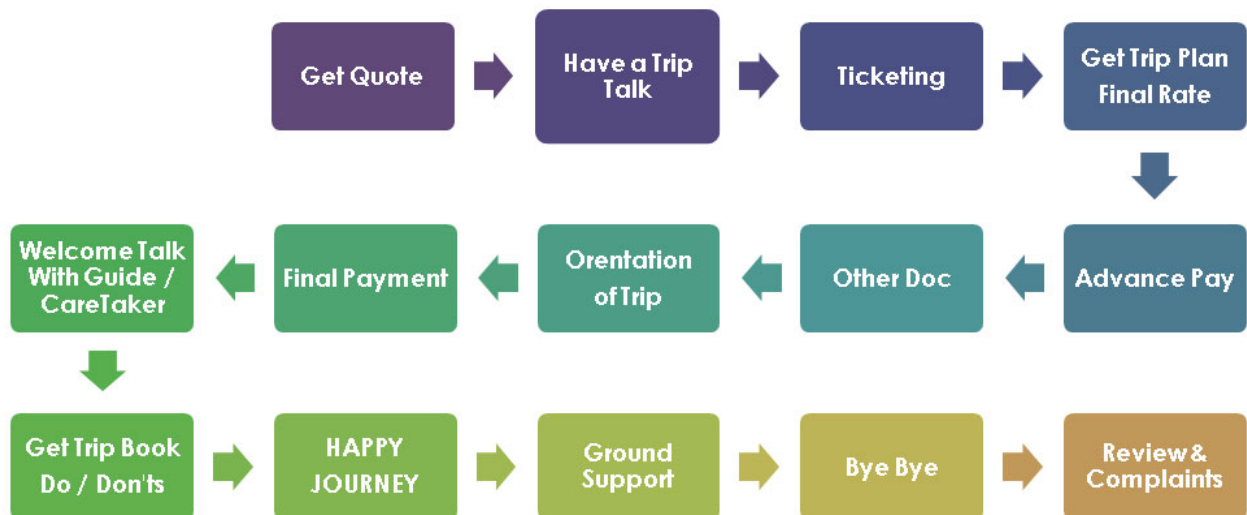 Get Quote
Have a Trip
Talk
Ticketing
Get Trip Plan
Final Rate
Advance Pay
Other Doc
Orentation
of Trip
Final Payment
Welcome Talk
With Guide /
CareTaker
Get Trip Book
Do / Don'ts
HAPPY
JOURNEY
Ground
Support
Bye Bye
Review &
Complaints